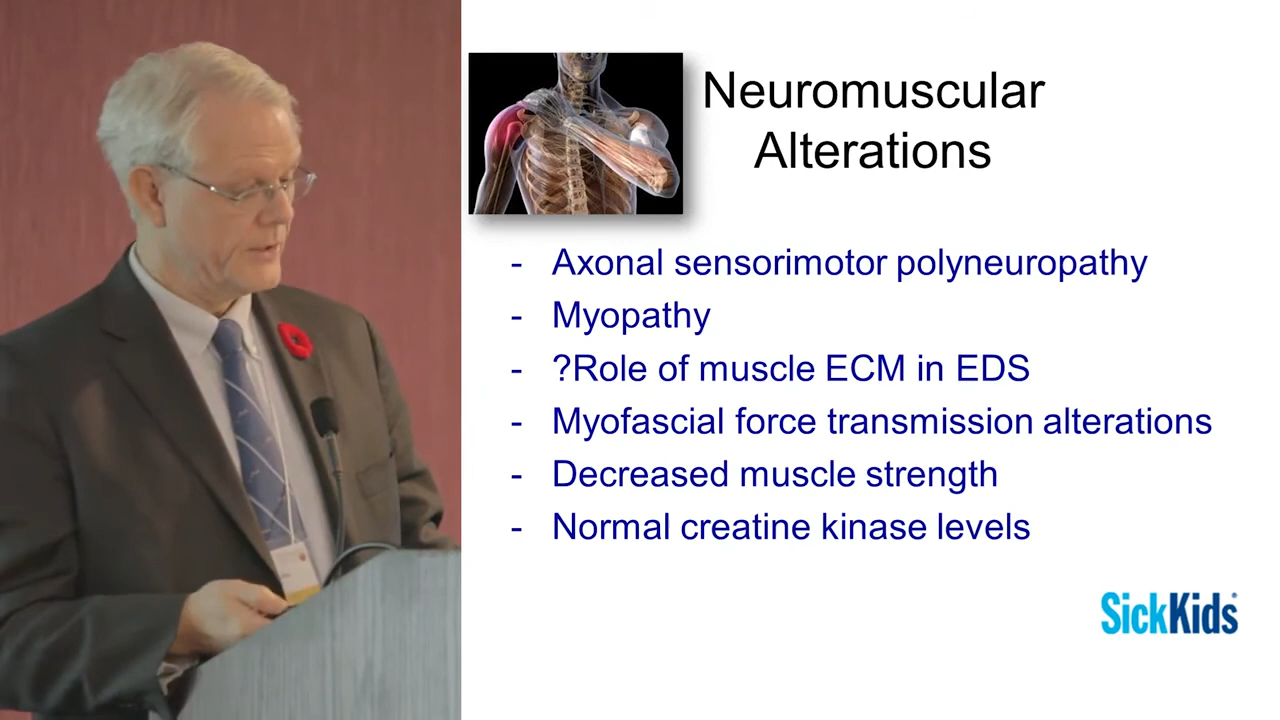 Neuromuscular
Alterations
- Axonal sensorimotor polyneuropathy
- Myopathy
- ?Role of muscle ECM in EDS
- Myofascial force transmission alterations
- Decreased muscle strength
- Normal creatine kinase levels
SickKids®